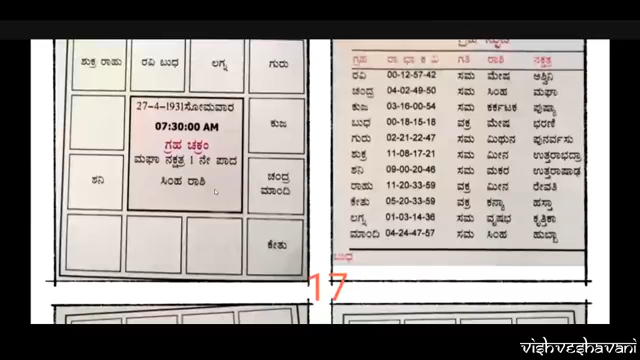 ಶುಕ್ರ ರಾಹು
ರವಿ ಬುಧ
ಲಗ್ನ
ಗುರು
ಕುಜ
ಶನಿ
ಚಂದ್ರ
ಮಾಂದಿ
ಕೇತು
27-4-1931ಸೋಮವಾರ
07:30:00 AM
ಗ್ರಹ ಚಕ್ರಂ
ಮಘಾ ನಕ್ಷತ್ರ 1 ನೇ ಪಾದ
ಸಿಂಹ ರಾಶಿ
ಗ್ರಹ ರಾ ಭಾ ಕ ವಿ ಗತಿ ರಾಶಿ ನಕ್ಷತ್ರ
ರವಿ 00-12-57-42 ಸಮ ಮೇಷ ಅಶ್ವಿನಿ
ಚಂದ್ರ 04-02-49-50 ಸಮ ಸಿಂಹ ಮಘಾ
ಕುಜ 03-16-00-54 ಸಮ ಕರ್ಕಟಕ ಪುಷ್ಯಾ
ಬುಧ 00-18-15-18 ವಕ್ರ ಮೇಷ ಭರಣಿ
ಗುರು 02-21-22-47 ಸಮ ಮಿಥುನ ಪುನರ್ವಸು
ಶುಕ್ರ 11-08-17-21 ಸಮ ಮೀನ ಉತ್ತರಾಭದ್ರಾ
ಶನಿ 09-00-20-46 ಸಮ ಮಕರ ಉತ್ತರಾಷಾಢ
ರಾಹು 11-20-33-59 ವಕ್ರ ಮೀನ ರೇವತಿ
ಕೇತು 05-20-33-59 ವಕ್ರ ಕನ್ಯಾ ಹಸ್ತಾ
ಲಗ್ನ 01-03-14-36 ಸಮ ವೃಷಭ ಕೃತ್ತಿಕಾ
ಮಾಂದಿ 04-24-47-57 ಸಮ ಸಿಂಹ ಹುಬ್ಬಾ
ಬುಧ
17
vishveshavani